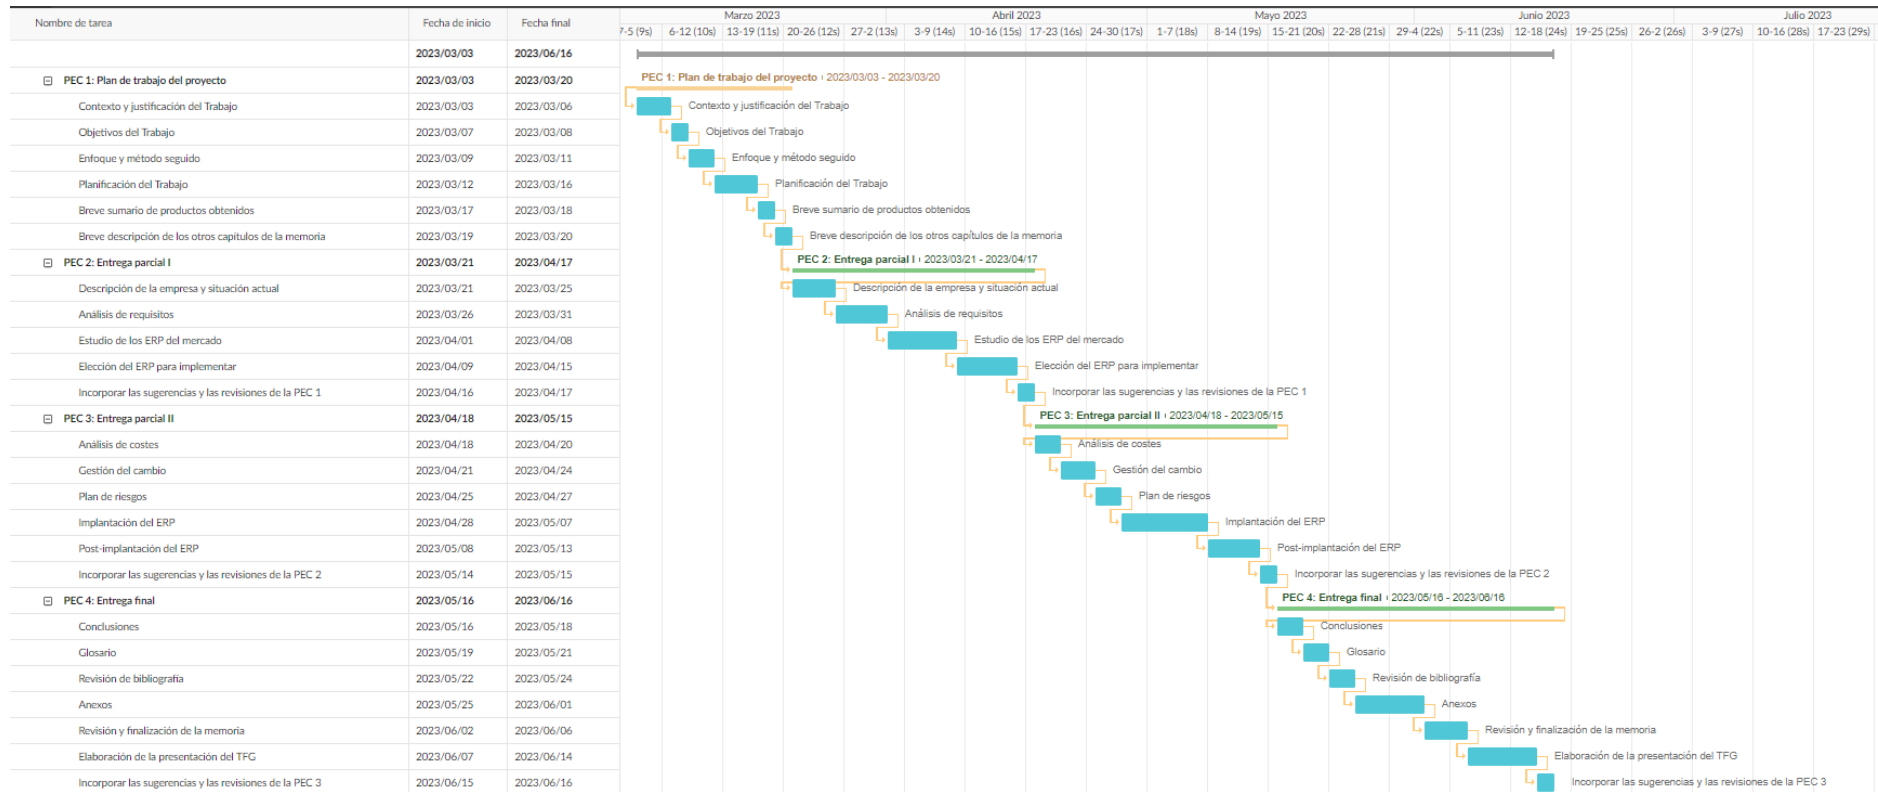 Nombre de tarea Fecha de inicio Fecha final Marzo 2023 Abril 2023 Mayo 2023 Junio 2023 Julio 2023
7-5 (9s) 6-12 (10s) 13-19 (11s) 20-26 (12s) 27-2 (13s) 3-9 (14s) 10-16 (15s) 17-23 (16s) 24-30 (17s) 1-7 (18s) 8-14 (19s) 15-21 (20s) 22-28 (21s) 29-4 (22s) 5-11 (23s) 12-18 (24s) 19-25 (25s) 26-2 (26s) 3-9 (27s) 10-16 (28s) 17-23 (29s)
2023/03/03 2023/06/16
PEC 1: Plan de trabajo del proyecto 2023/03/03 2023/03/20 PEC 1: Plan de trabajo del proyecto 2023/03/03 - 2023/03/20
Contexto y justificación del Trabajo 2023/03/03 2023/03/06 Contexto y justificación del Trabajo
Objetivos del Trabajo 2023/03/07 2023/03/08 Objetivos del Trabajo
Enfoque y método seguido 2023/03/09 2023/03/11 Enfoque y método seguido
Planificación del Trabajo 2023/03/12 2023/03/16 Planificación del Trabajo
Breve sumario de productos obtenidos 2023/03/17 2023/03/18 Breve sumario de productos obtenidos
Breve descripción de los otros capítulos de la memoria 2023/03/19 2023/03/20 Breve descripción de los otros capítulos de la memoria
PEC 2: Entrega parcial I 2023/03/21 2023/04/17 PEC 2: Entrega parcial I 2023/03/21 - 2023/04/17
Descripción de la empresa y situación actual 2023/03/21 2023/03/25 Descripción de la empresa y situación actual
Análisis de requisitos 2023/03/26 2023/03/31 Análisis de requisitos
Estudio de los ERP del mercado 2023/04/01 2023/04/08 Estudio de los ERP del mercado
Elección del ERP para implementar 2023/04/09 2023/04/15 Elección del ERP para implementar
Incorporar las sugerencias y las revisiones de la PEC 1 2023/04/16 2023/04/17 Incorporar las sugerencias y las revisiones de la PEC 1
PEC 3: Entrega parcial II 2023/04/18 2023/05/15 PEC 3: Entrega parcial II 2023/04/18 - 2023/05/15
Análisis de costes 2023/04/18 2023/04/20 Análisis de costes
Gestión del cambio 2023/04/21 2023/04/24 Gestión del cambio
Plan de riesgos 2023/04/25 2023/04/27 Plan de riesgos
Implantación del ERP 2023/04/28 2023/05/07 Implantación del ERP
Post-implantación del ERP 2023/05/08 2023/05/13 Post-implantación del ERP
Incorporar las sugerencias y las revisiones de la PEC 2 2023/05/14 2023/05/15 Incorporar las sugerencias y las revisiones de la PEC 2
PEC 4: Entrega final 2023/05/16 2023/06/16 PEC 4: Entrega final 2023/05/16 - 2023/06/16
Conclusiones 2023/05/16 2023/05/18 Conclusiones
Glosario 2023/05/19 2023/05/21 Glosario
Revisión de bibliografía 2023/05/22 2023/05/24 Revisión de bibliografía
Anexos 2023/05/25 2023/06/01 Anexos
Revisión y finalización de la memoria 2023/06/02 2023/06/06 Revisión y finalización de la memoria
Elaboración de la presentación del TFG 2023/06/07 2023/06/14 Elaboración de la presentación del TFG
Incorporar las sugerencias y las revisiones de la PEC 3 2023/06/15 2023/06/16 Incorporar las sugerencias y las revisiones de la PEC 3